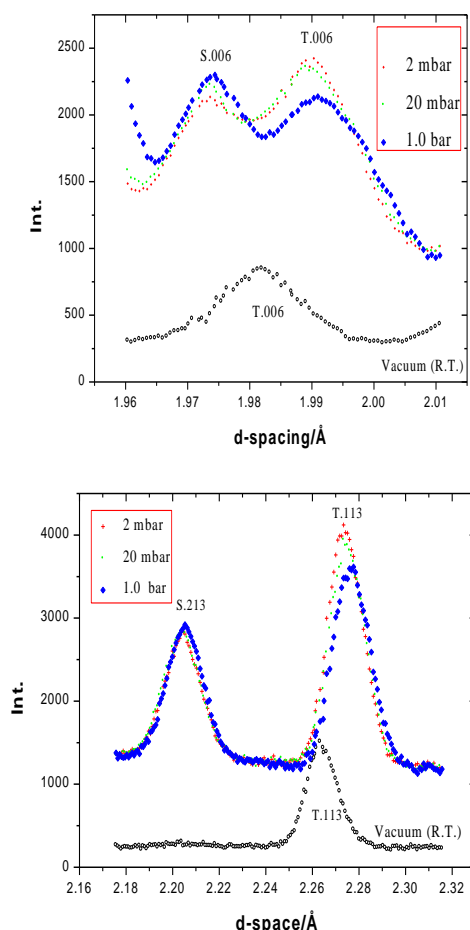 S.006
T.006
2 mbar
20 mbar
1.0 bar
2500
2000
1500
1000
500
0
Int.
T.006
Vacuum (R.T.)
1.96 1.97 1.98 1.99 2.00 2.01
d-spacing/Å
T.113
2 mbar
20 mbar
1.0 bar
S.213
4000
3000
2000
1000
0
Int.
T.113
Vacuum (R.T.)
2.16 2.18 2.20 2.22 2.24 2.26 2.28 2.30 2.32
d-space/Å